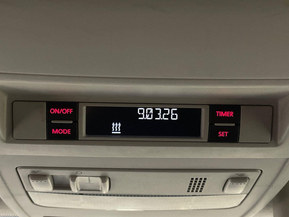 ON/OFF
9.03.26
TIMER
MODE
SET